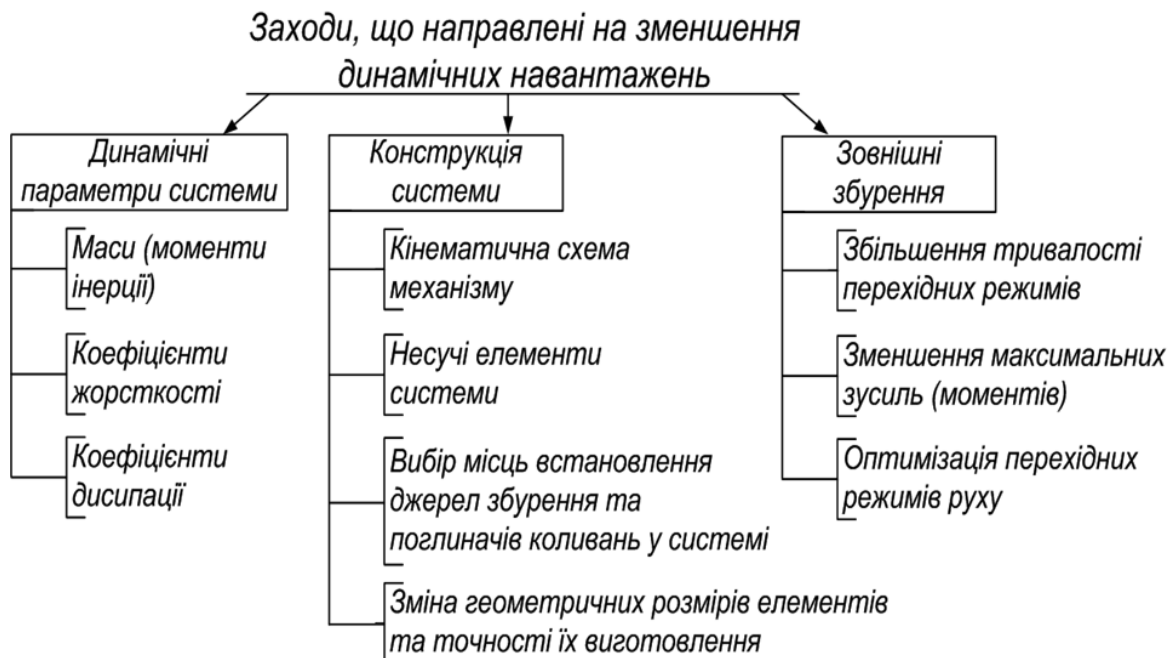 Заходи, що направлені на зменшення
динамічних навантажень
Динамічні
параметри системи
Маси (моменти
інерції)
Коефіцієнти
жорсткості
Коефіцієнти
дисипації
Конструкція
системи
Кінематична схема
механізму
Несучі елементи
системи
Вибір місць встановлення
джерел збурення та
поглиначів коливань у системі
Зміна геометричних розмірів елементів
та точності їх виготовлення
Зовнішні
збурення
Збільшення тривалості
перехідних режимів
Зменшення максимальних
зусиль (моментів)
Оптимізація перехідних
режимів руху